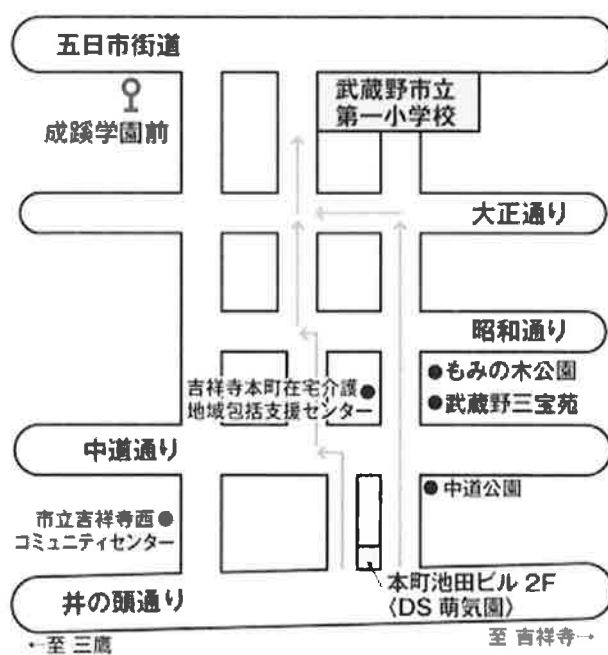 五日市街道
成蹊学園前
武蔵野市立
第一小学校
大正通り
昭和通り
吉祥寺本町在宅介護
地域包括支援センター
もみの木公園
武蔵野三宝苑
中道通り
中道公園
市立吉祥寺西
コミュニティセンター
本町池田ビル 2F
〈DS 萌気園〉
井の頭通り
←至 三鷹
至 吉祥寺→